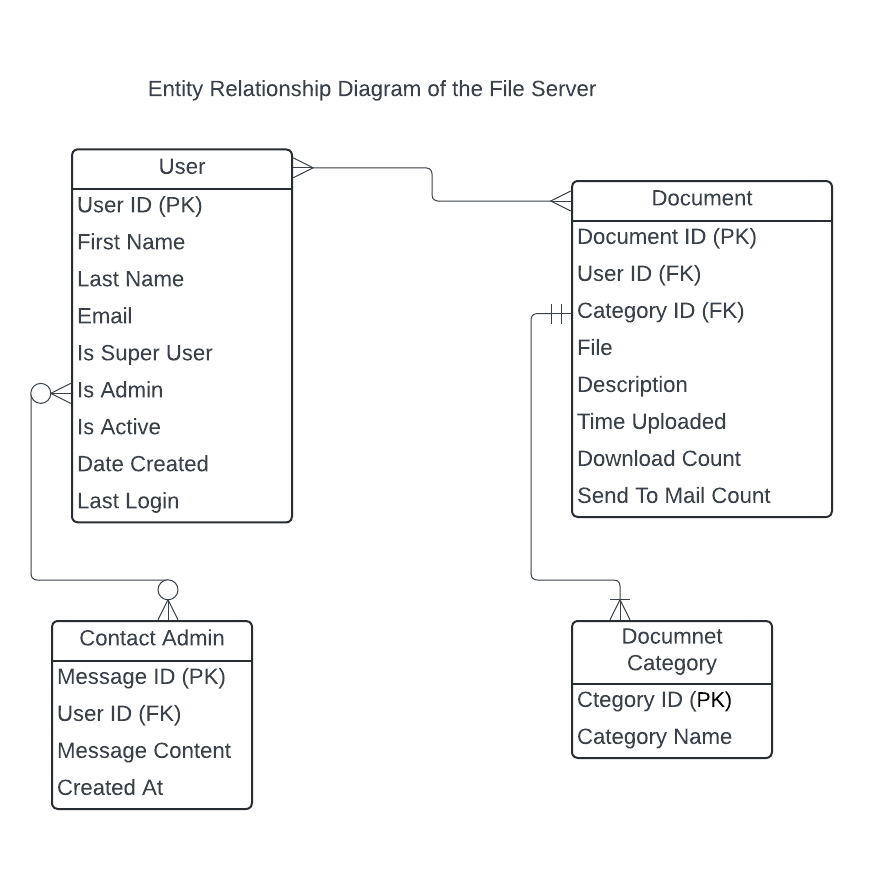 Entity Relationship Diagram of the File Server
User
User ID (PK)
First Name
Last Name
Email
Is Super User
Is Admin
Is Active
Date Created
Last Login
Document
Document ID (PK)
User ID (FK)
Category ID (FK)
File
Description
Time Uploaded
Download Count
Send To Mail Count
Contact Admin
Message ID (PK)
User ID (FK)
Message Content
Created At
Documnet
Category
Ctegory ID (PK)
Category Name